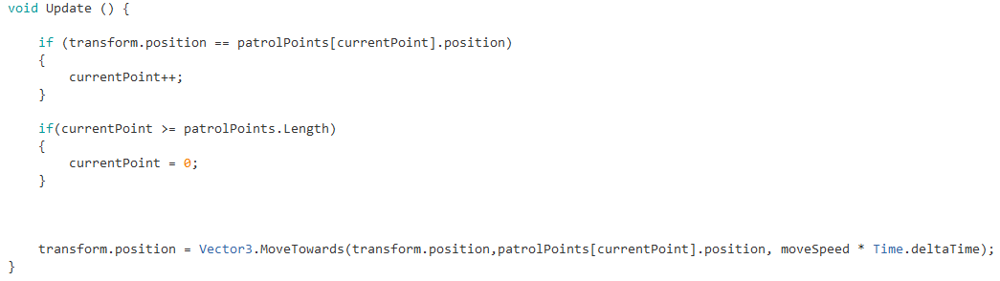 void Update () {
if (transform.position == patrolPoints[currentPoint].position)
{
currentPoint++;
}
if(currentPoint >= patrolPoints.Length)
{
currentPoint = 0;
}
transform.position = Vector3.MoveTowards(transform.position,patrolPoints[currentPoint].position, moveSpeed * Time.deltaTime);
}